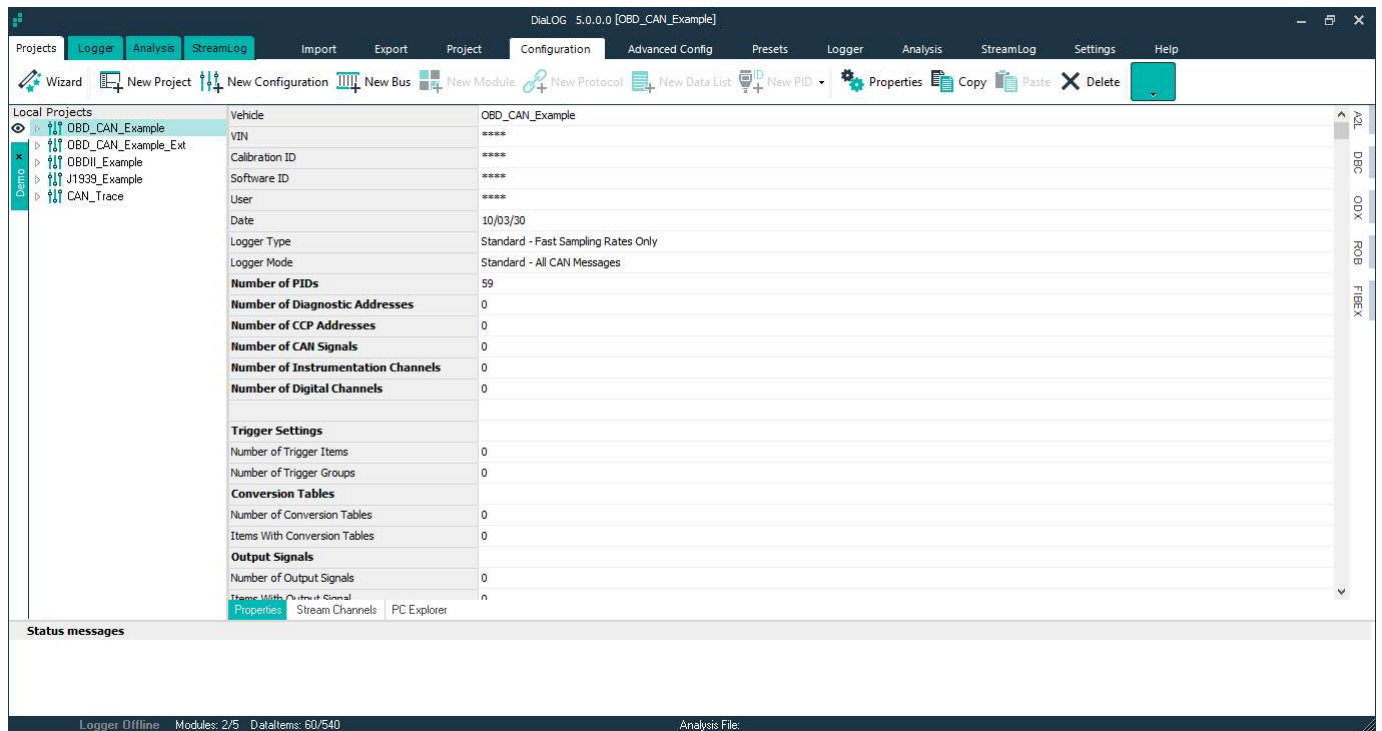 DiaLOG 5.0.0.0 [OBD_CAN_Example]
Projects Logger Analysis StreamLog Import Export Project Configuration Advanced Config Presets Logger Analysis StreamLog Settings Help
Wizard New Project New Configuration New Bus New Module New Protocol New Data List New PID Properties Copy Paste Delete
Local Projects
OBD_CAN_Example
OBD_CAN_Example_Ext
OBDII_Example
J1939_Example
CAN_Trace
Demo
Vehicle OBD_CAN_Example
VIN ****
Calibration ID ****
Software ID ****
User ****
Date 10/03/30
Logger Type Standard - Fast Sampling Rates Only
Logger Mode Standard - All CAN Messages
Number of PIDs 59
Number of Diagnostic Addresses 0
Number of CCP Addresses 0
Number of CAN Signals 0
Number of Instrumentation Channels 0
Number of Digital Channels 0
Trigger Settings
Number of Trigger Items 0
Number of Trigger Groups 0
Conversion Tables
Number of Conversion Tables 0
Items With Conversion Tables 0
Output Signals
Number of Output Signals 0
Items With Output Signal 0
Properties Stream Channels PC Explorer
A2L
DBC
ODX
ROB
FIBEX
Status messages
Logger Offline Modules: 2/5 DataItems: 60/540 Analysis File: